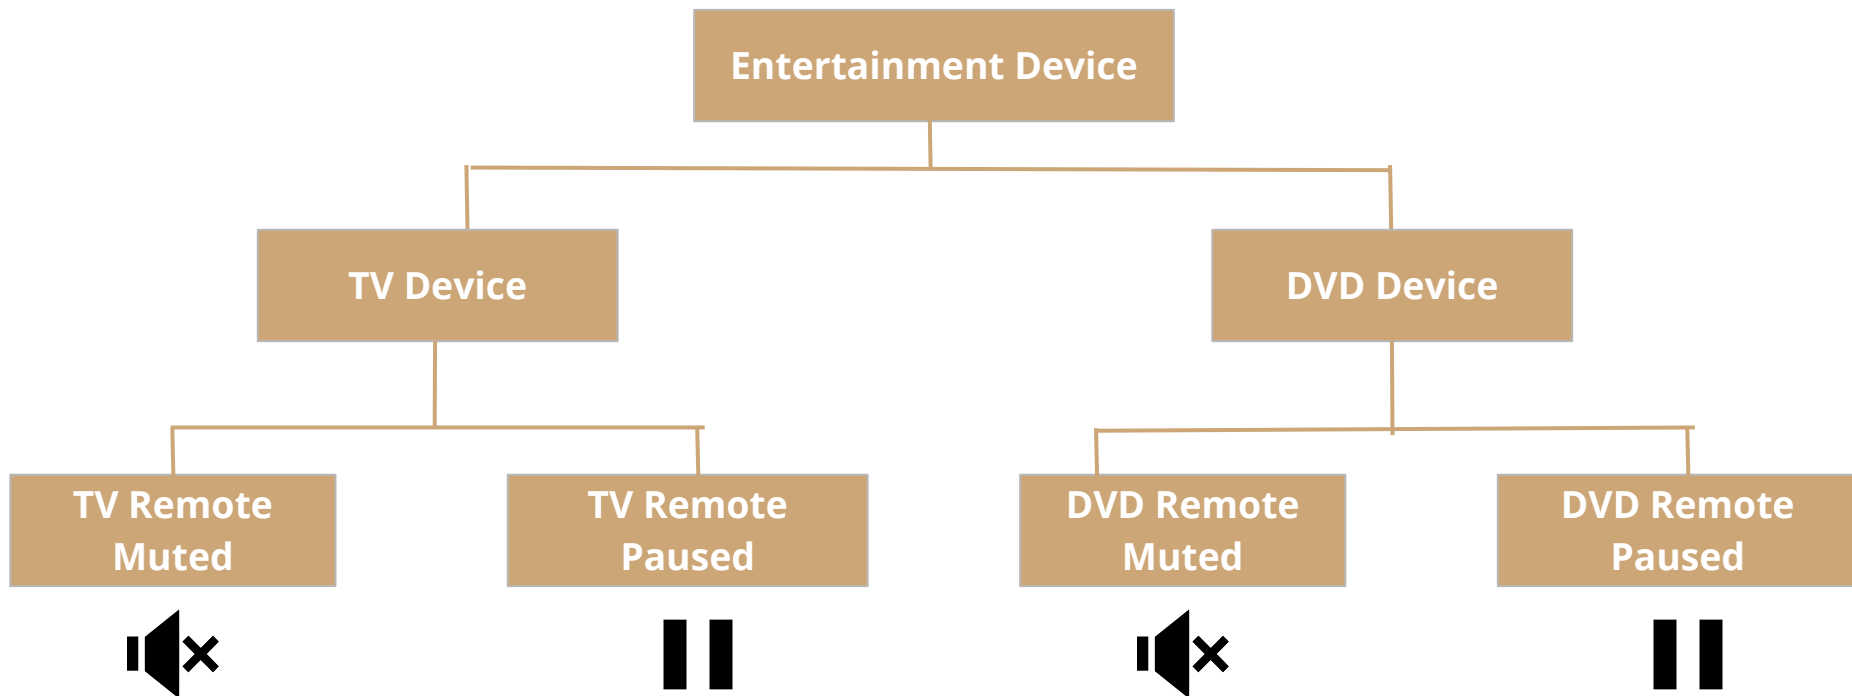 Entertainment Device
TV Device
DVD Device
TV Remote
Muted
TV Remote
Paused
DVD Remote
Muted
DVD Remote
Paused